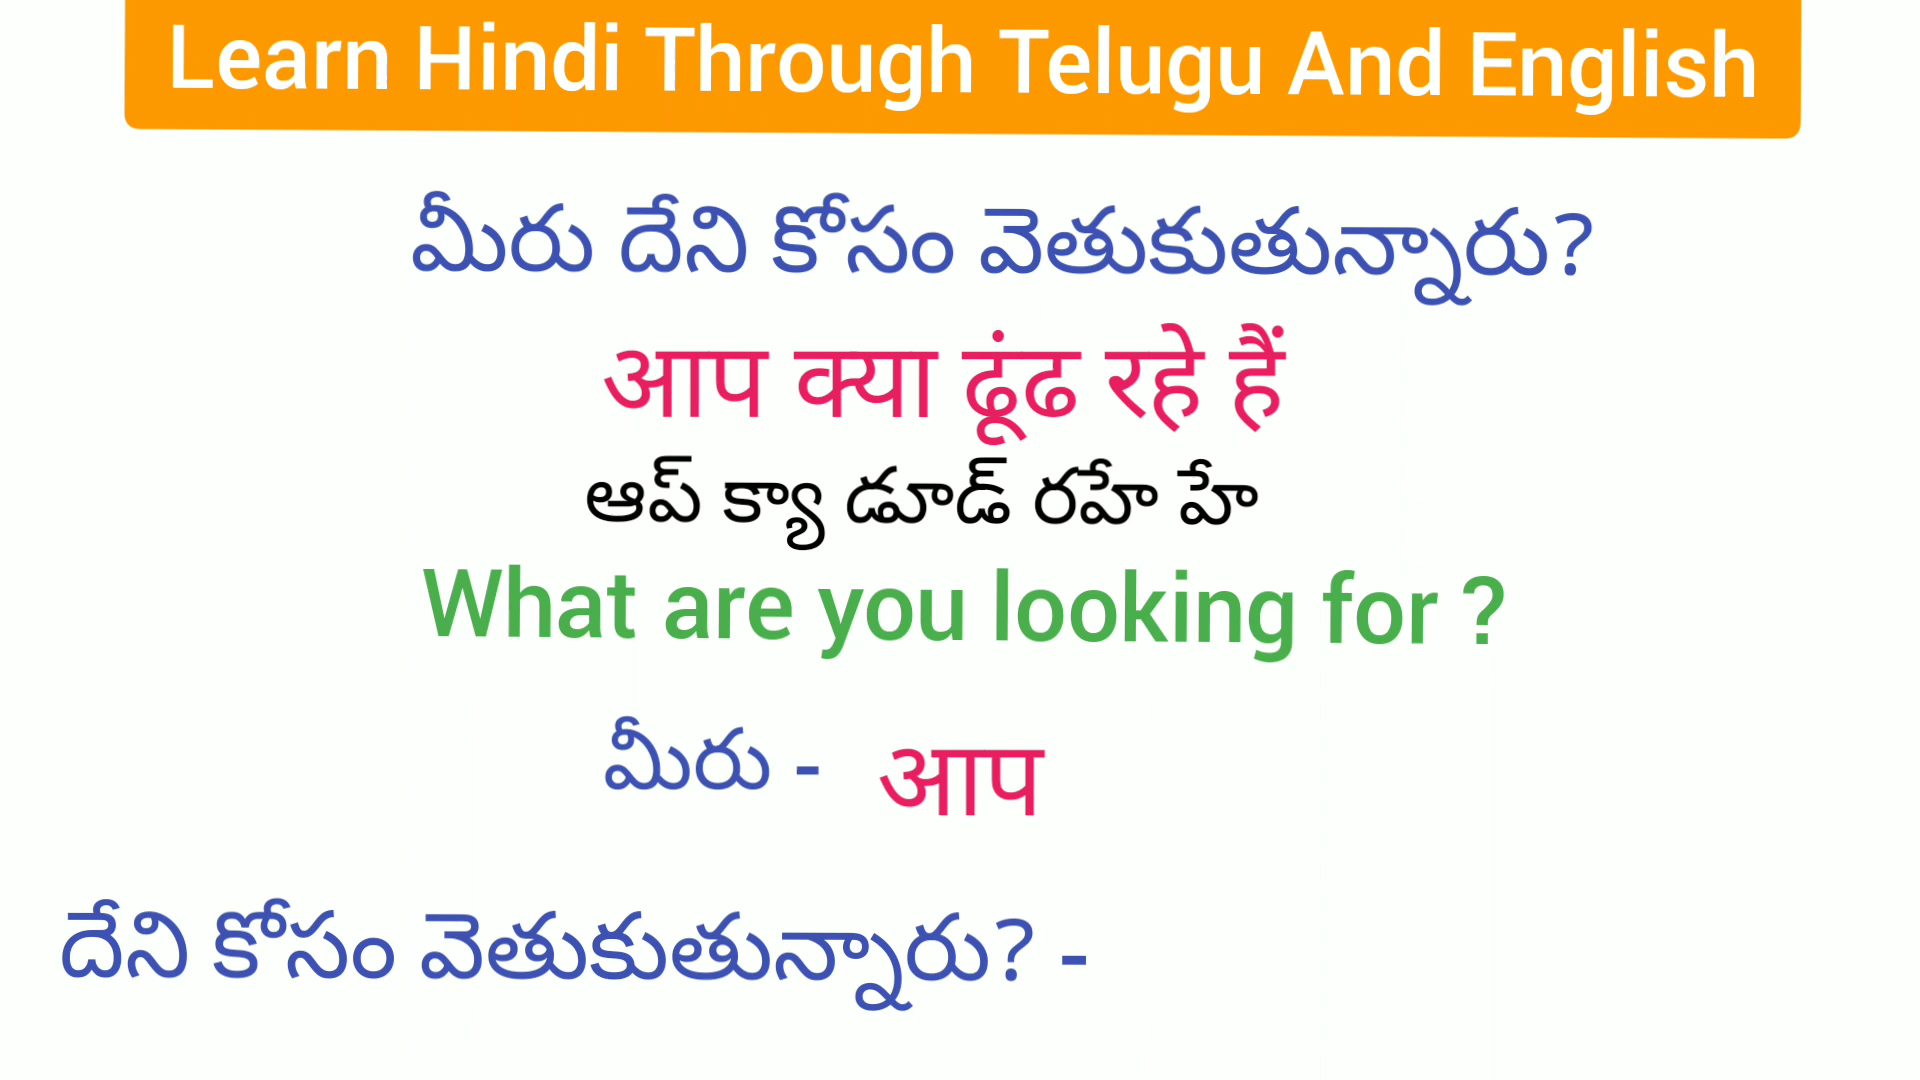 Learn Hindi Through Telugu And English
మీరు దేని కోసం వెతుకుతున్నారు?
आप क्या ढूंढ रहे हैं
ఆప్ క్యా డూడ్ రహే హే
What are you looking for ?
మీరు - आप
దేని కోసం వెతుకుతున్నారు? -